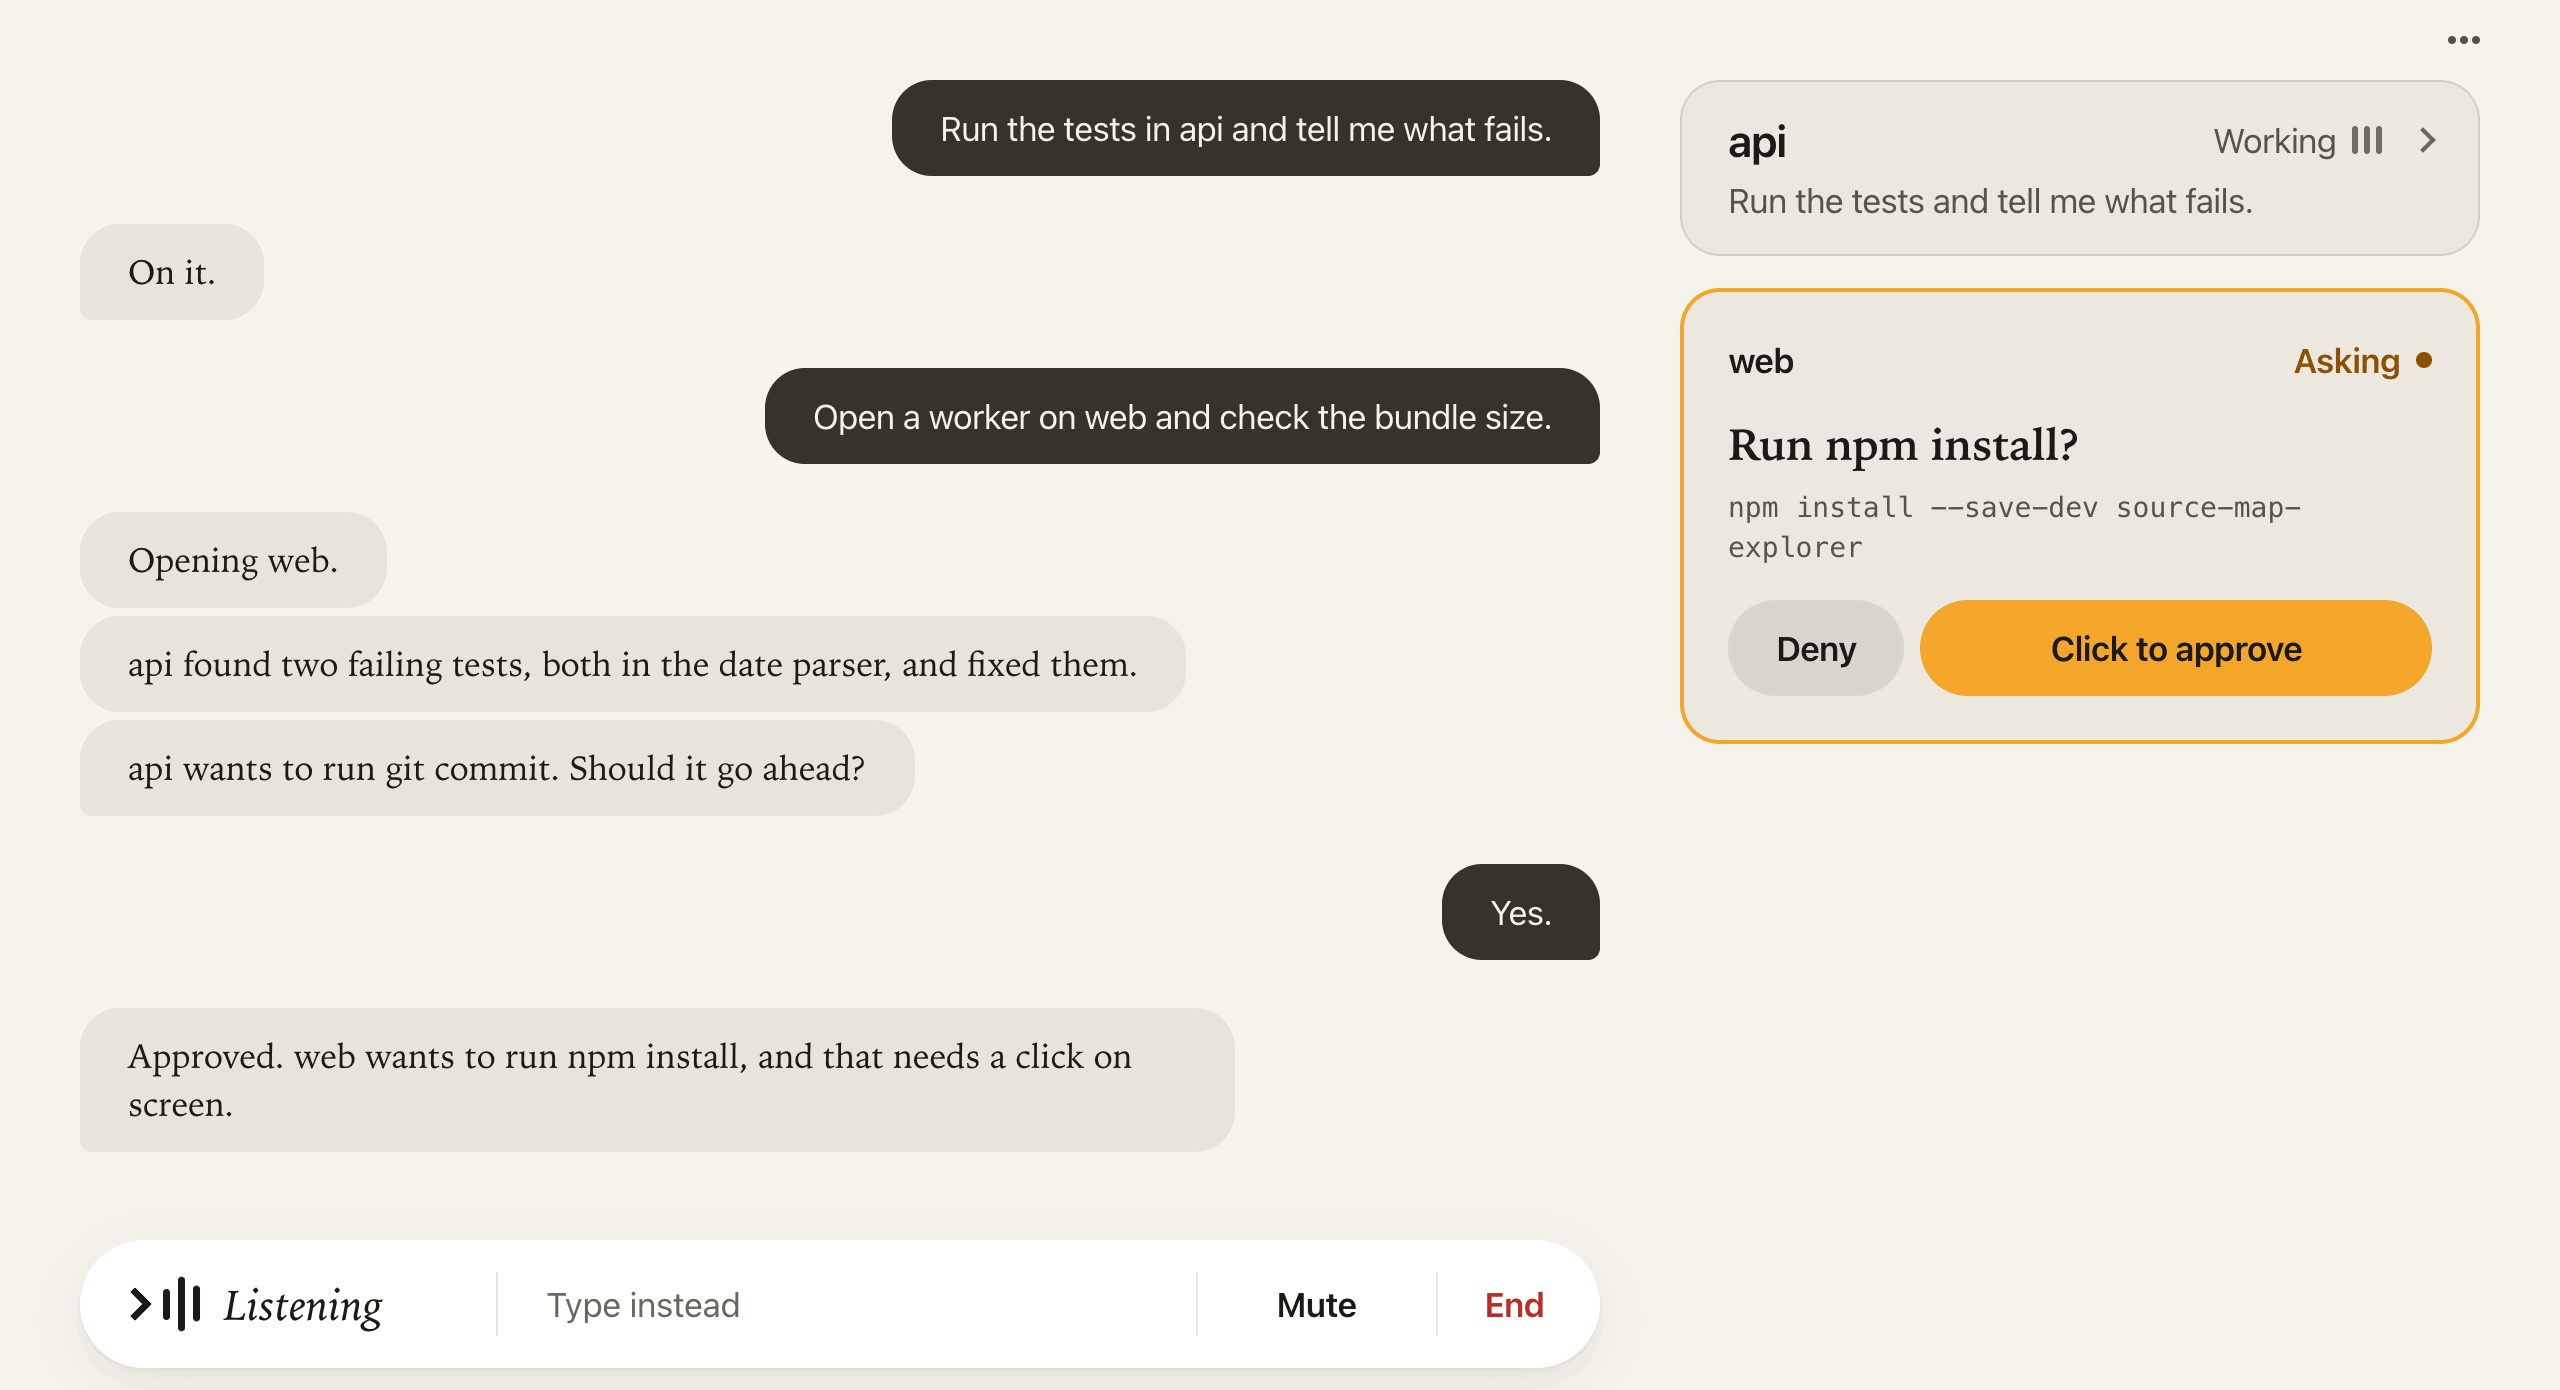 Run the tests in api and tell me what fails.
On it.
Open a worker on web and check the bundle size.
Opening web.
api found two failing tests, both in the date parser, and fixed them.
api wants to run git commit. Should it go ahead?
Yes.
Approved. web wants to run npm install, and that needs a click on
screen.
Listening
Type instead
Mute
End
api
Working
Run the tests and tell me what fails.
web
Asking
Run npm install?
npm install --save-dev source-map-
explorer
Deny
Click to approve